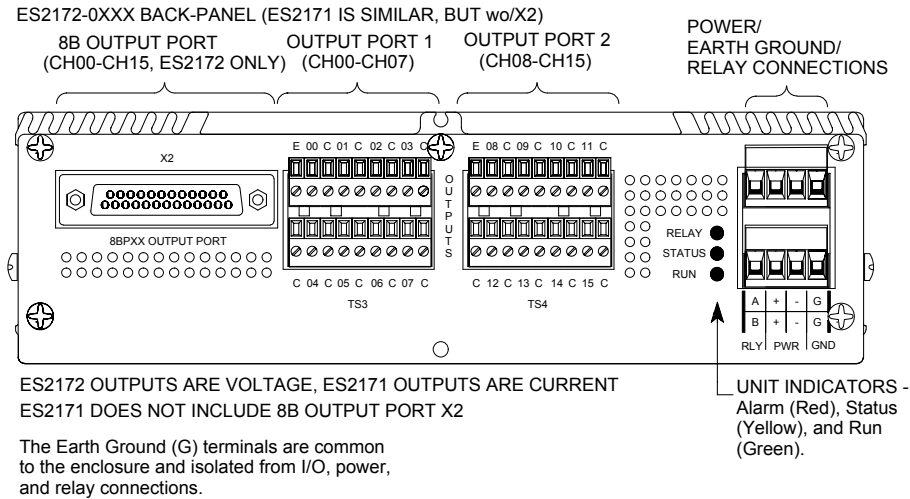 ES2172-0XXX BACK-PANEL (ES2171 IS SIMILAR, BUT wo/X2)
8B OUTPUT PORT
(CH00-CH15, ES2172 ONLY)
OUTPUT PORT 1
(CH00-CH07)
OUTPUT PORT 2
(CH08-CH15)
POWER/
EARTH GROUND/
RELAY CONNECTIONS
X2
8BPXX OUTPUT PORT
E 00 C 01 C 02 C 03 C
C 04 C 05 C 06 C 07 C
TS3
OUTPUTS
E 08 C 09 C 10 C 11 C
C 12 C 13 C 14 C 15 C
TS4
RELAY
STATUS
RUN
A + - G
B + - G
RLY PWR GND
ES2172 OUTPUTS ARE VOLTAGE, ES2171 OUTPUTS ARE CURRENT
ES2171 DOES NOT INCLUDE 8B OUTPUT PORT X2
The Earth Ground (G) terminals are common
to the enclosure and isolated from I/O, power,
and relay connections.
UNIT INDICATORS -
Alarm (Red), Status
(Yellow), and Run
(Green).